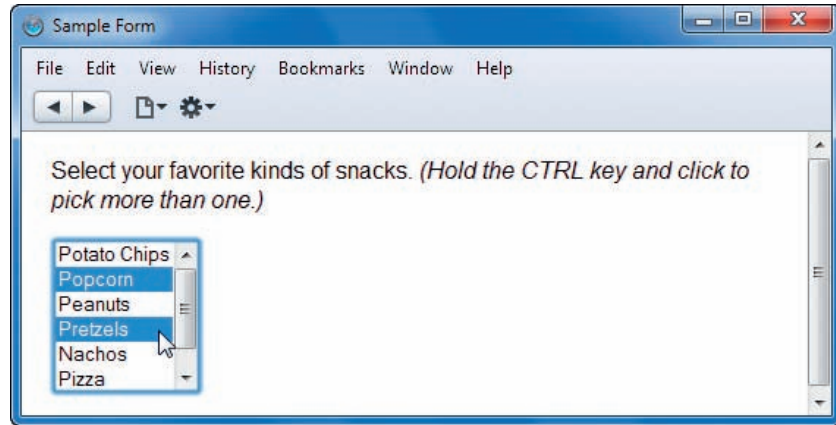 Sample Form
File Edit View History Bookmarks Window Help
Select your favorite kinds of snacks. (Hold the CTRL key and click to
pick more than one.)
Potato Chips
Popcorn
Peanuts
Pretzels
Nachos
Pizza